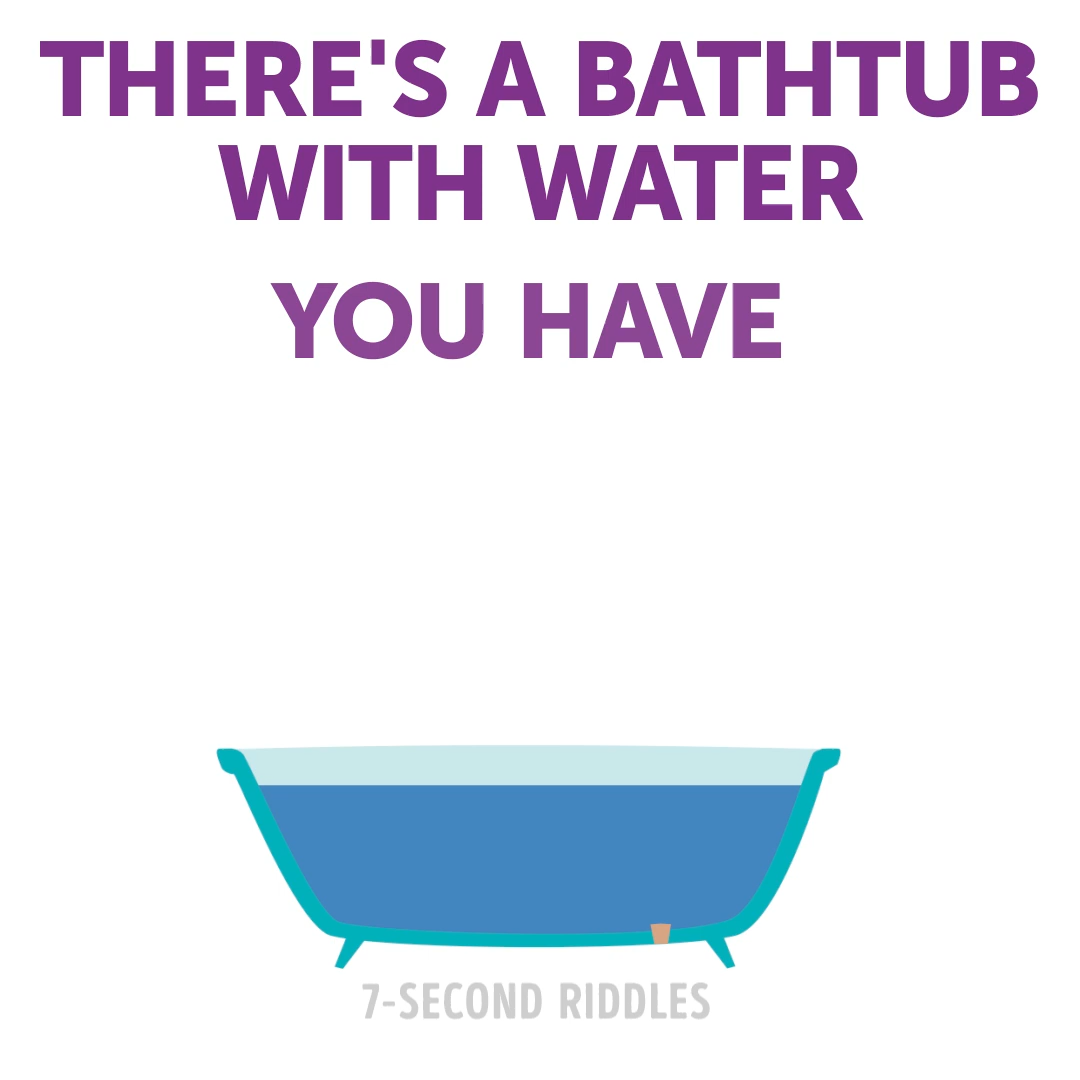 THERE'S A BATHTUB
WITH WATER
YOU HAVE
7-SECOND RIDDLES